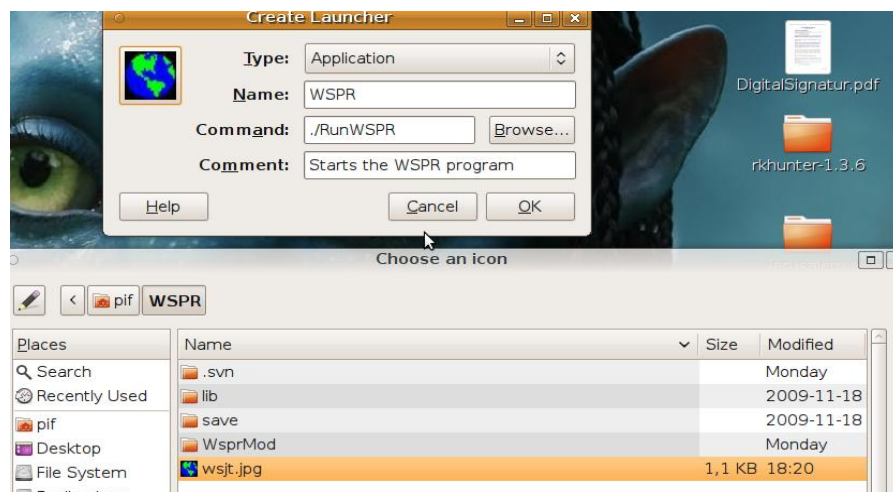 Create Launcher
Type: Application
DigitalSignatur.pdf
Name: WSPR
Command: ./RunWSPR Browse...
Comment: Starts the WSPR program
rkhunter-1.3.6
Help Cancel OK
Choose an icon
pif WSPR
Places Name Size Modified
Search .svn Monday
Recently Used lib 2009-11-18
pif save 2009-11-18
Desktop WsprMod Monday
File System wsjt.jpg 1,1 KB 18:20